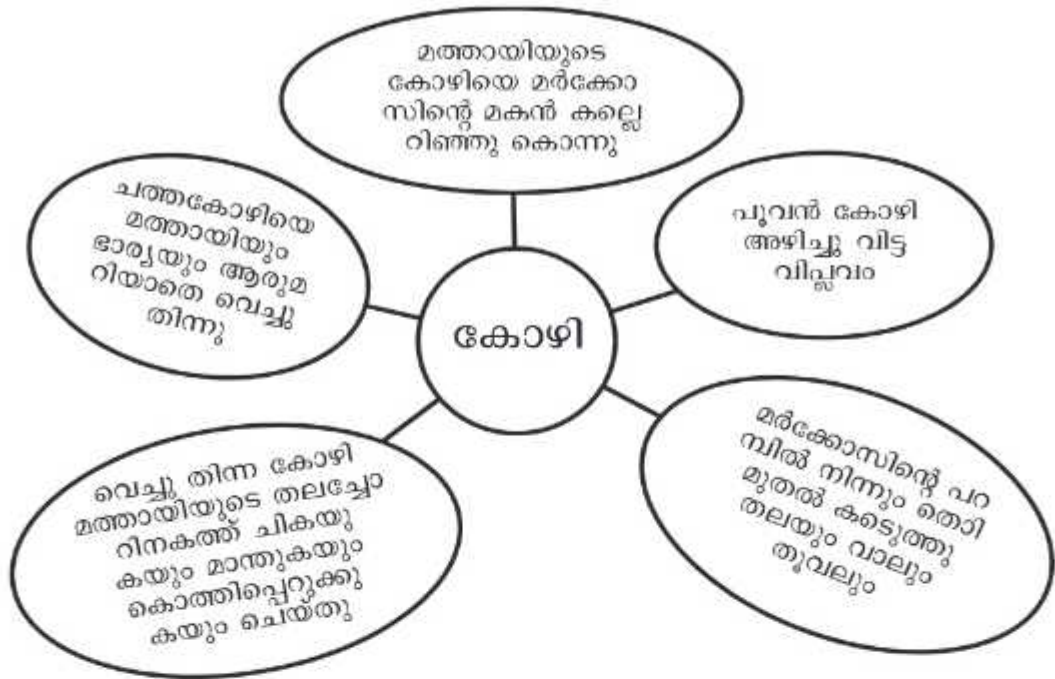 മത്തായിയുടെ
കോഴിയെ മർക്കോ
സിന്റെ മകൻ കല്ലെ
റിഞ്ഞു കൊന്നു
ചത്തകോഴിയെ
മത്തായിയും
ഭാര്യയും ആരുമ
റിയാതെ വെച്ചു
തിന്നു
പൂവൻ കോഴി
അഴിച്ചു വിട്ട
വിപ്ലവം
കോഴി
വെച്ചു തിന്ന കോഴി
മത്തായിയുടെ തലച്ചോ
റിനകത്ത് ചികയു
കയും മാന്തുകയും
കൊത്തിപ്പെറുക്കു
കയും ചെയ്തു
മർക്കോസിന്റെ പറ
മ്പിൽ നിന്നും തൊി
മുതൽ കടെുത്തു
തലയും വാലും
തൂവലും